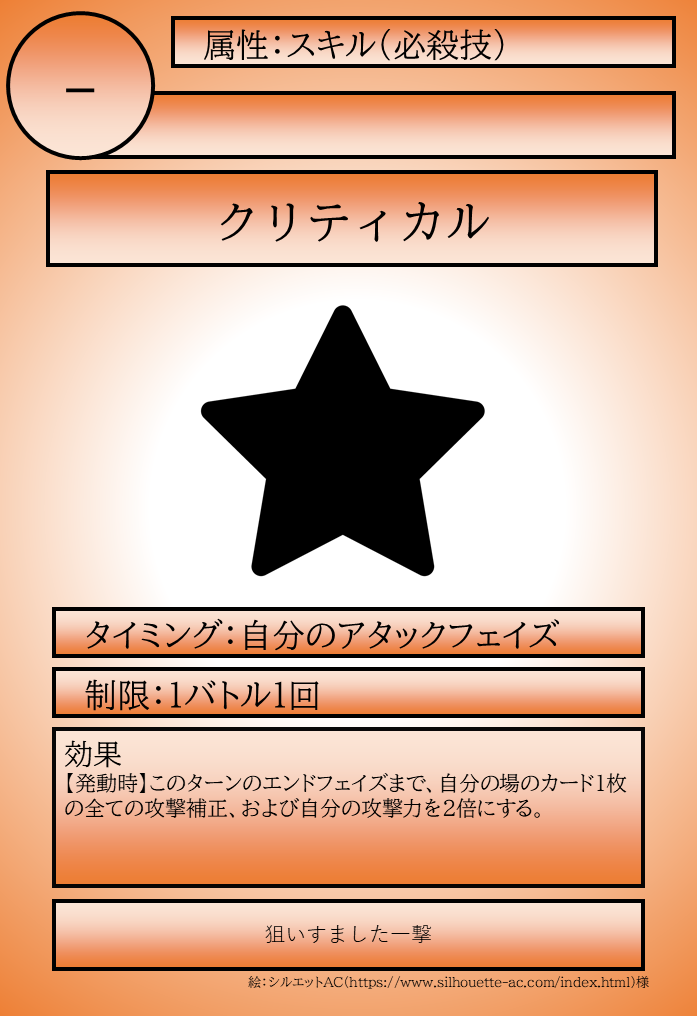 属性：スキル（必殺技）
－
クリティカル
タイミング：自分のアタックフェイズ
制限：1バトル1回
効果
【発動時】このターンのエンドフェイズまで、自分の場のカード1枚
の全ての攻撃補正、および自分の攻撃力を2倍にする。
狙いすました一撃
絵：シルエットAC（https://www.silhouette-ac.com/index.html）様